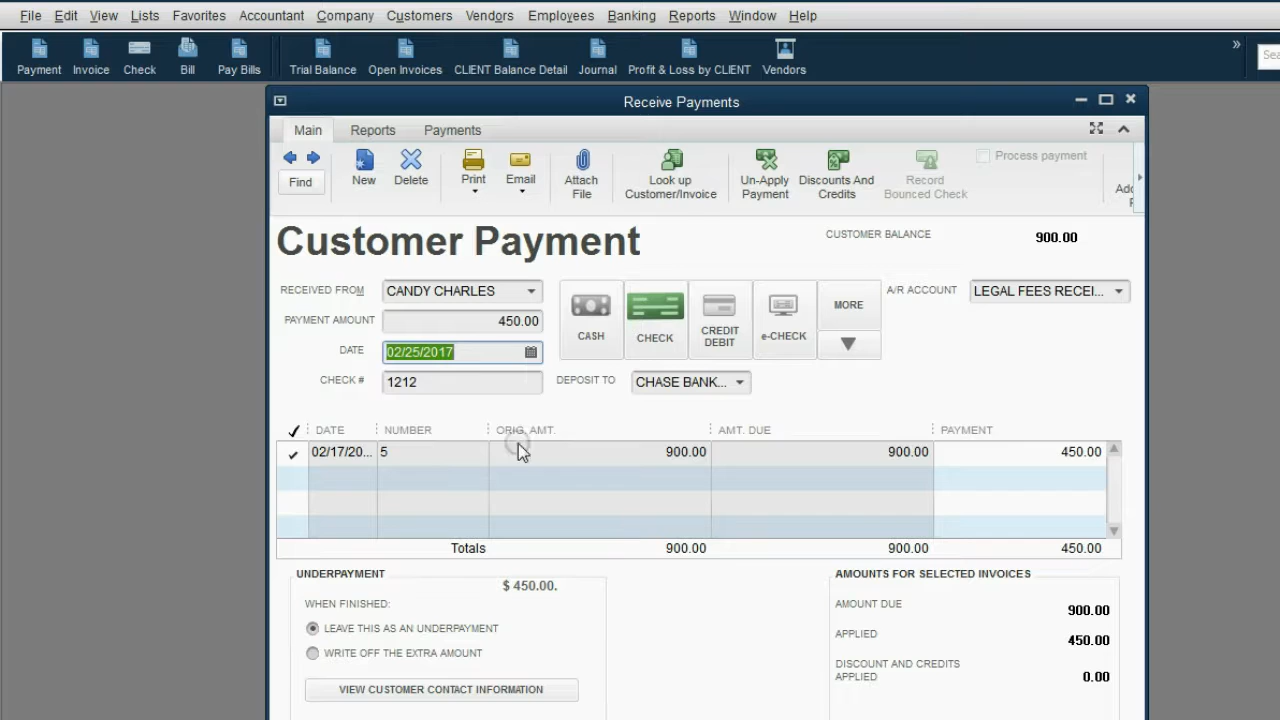 File Edit View Lists Favorites Accountant Company Customers Vendors Employees Banking Reports Window Help
Payment Invoice Check Bill Pay Bills Trial Balance Open Invoices CLIENT Balance Detail Journal Profit & Loss by CLIENT Vendors » Sea
Receive Payments
Main Reports Payments
Find New Delete Print Email Attach File Look up Customer/Invoice Un-Apply Payment Discounts And Credits Record Bounced Check Process payment
Customer Payment
CUSTOMER BALANCE 900.00
RECEIVED FROM CANDY CHARLES
A/R ACCOUNT LEGAL FEES RECEI...
PAYMENT AMOUNT 450.00
CASH CHECK CREDIT DEBIT e-CHECK MORE
DATE 02/25/2017
CHECK # 1212 DEPOSIT TO CHASE BANK...
DATE NUMBER ORIG. AMT. AMT. DUE PAYMENT
02/17/20... 5 900.00 900.00 450.00
Totals 900.00 900.00 450.00
UNDERPAYMENT
$ 450.00.
WHEN FINISHED:
LEAVE THIS AS AN UNDERPAYMENT
WRITE OFF THE EXTRA AMOUNT
VIEW CUSTOMER CONTACT INFORMATION
AMOUNTS FOR SELECTED INVOICES
AMOUNT DUE 900.00
APPLIED 450.00
DISCOUNT AND CREDITS
APPLIED 0.00